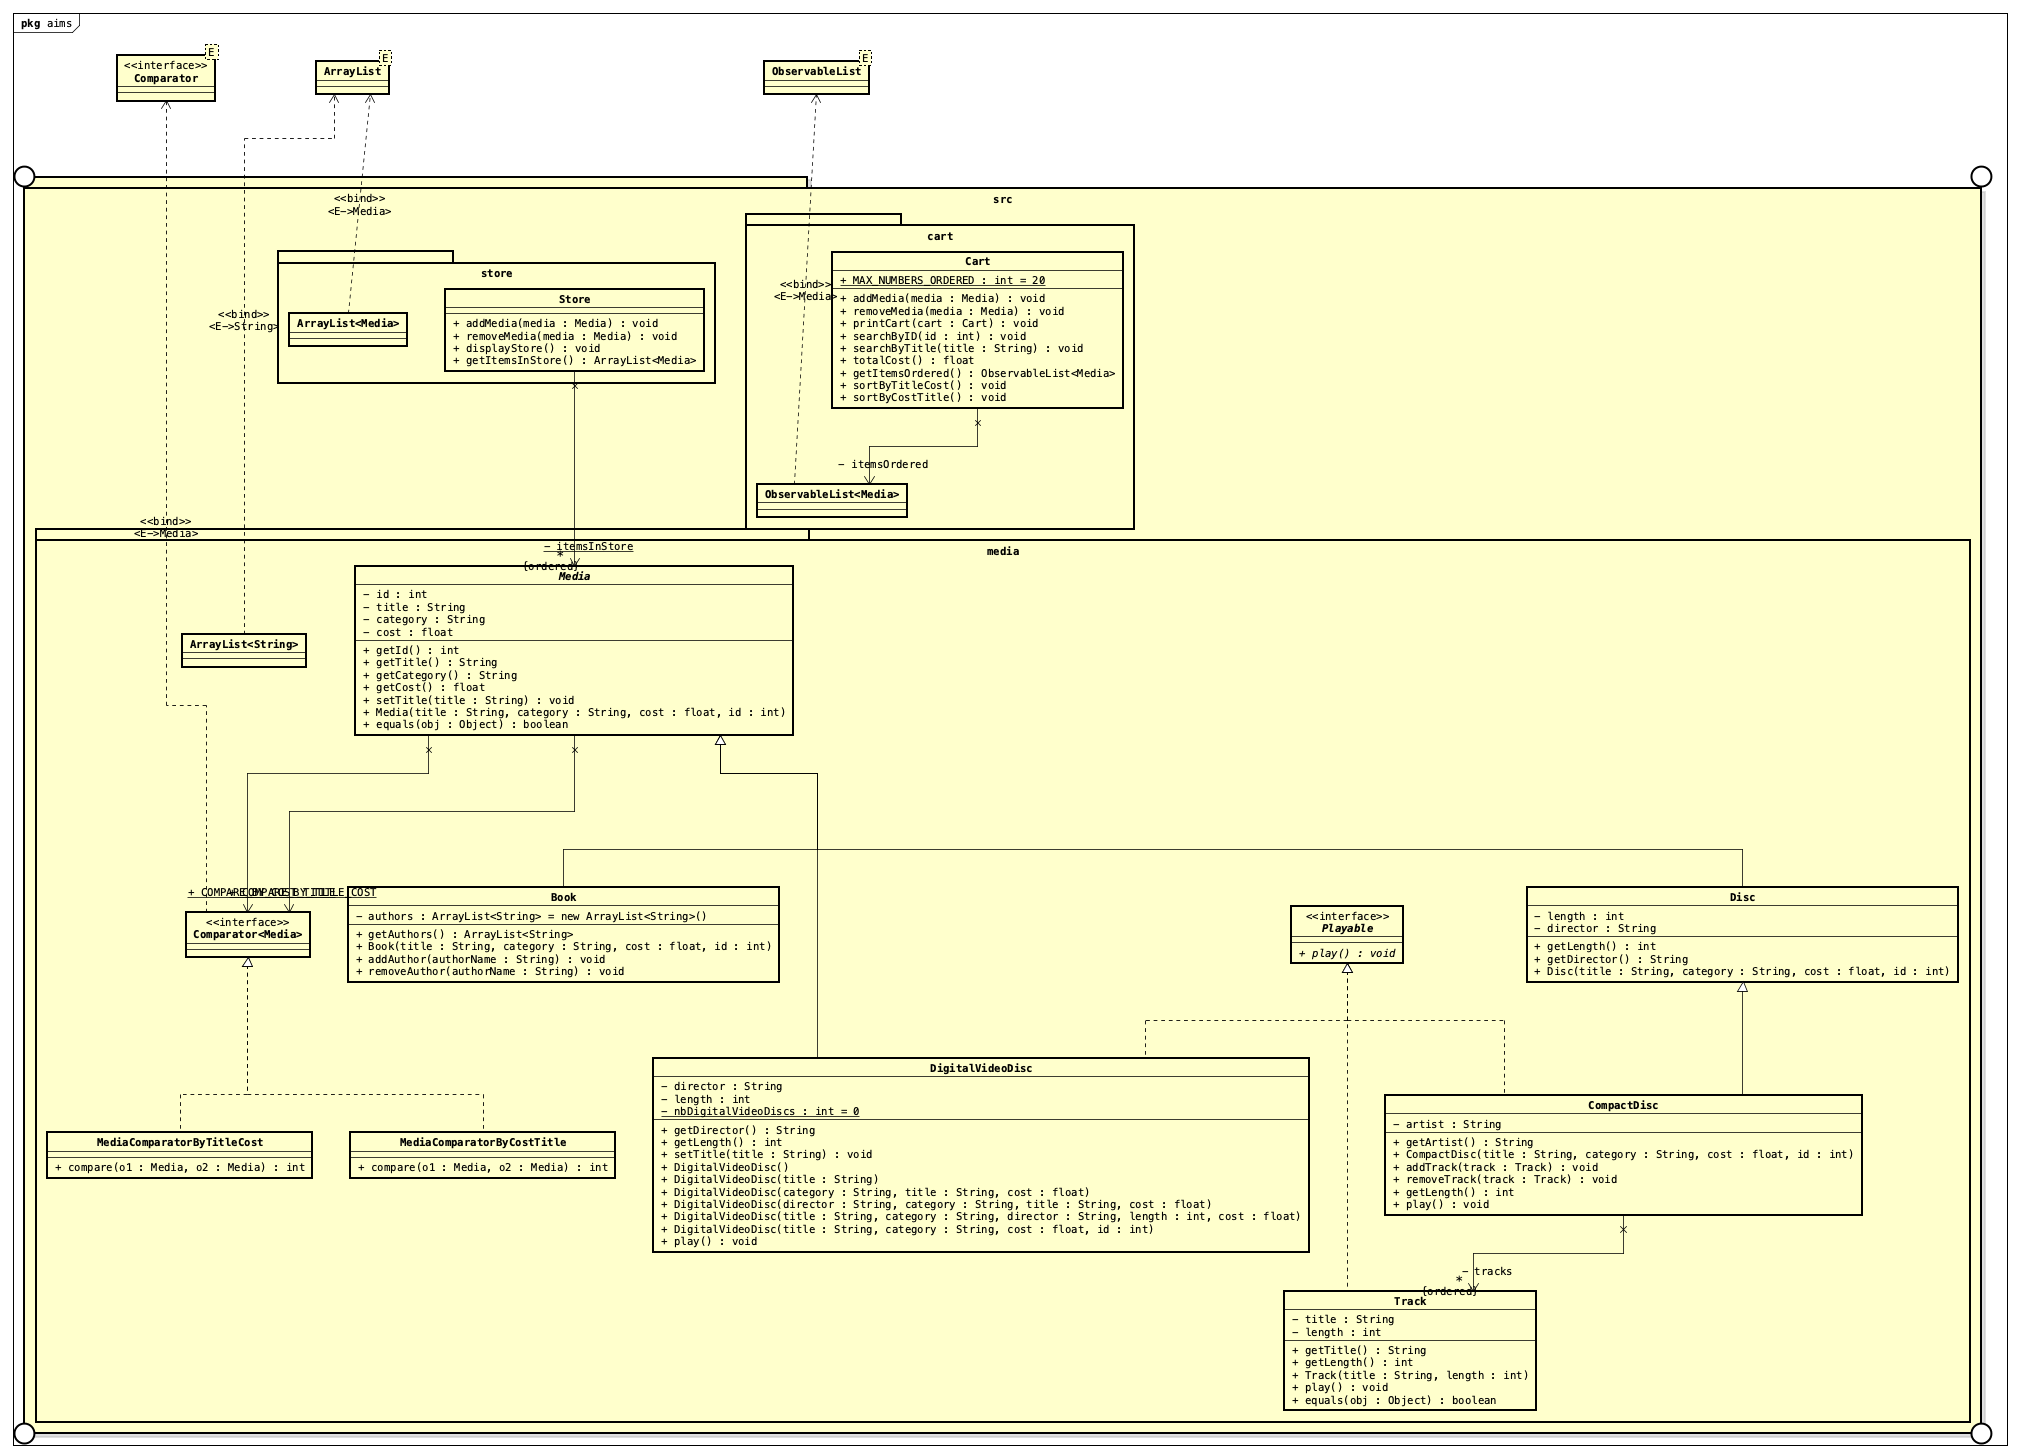 pkg aims
E
<<interface>>
Comparator
E
ArrayList
E
ObservableList
src
<<bind>>
<E->Media>
store
Store
+ addMedia(media : Media) : void
+ removeMedia(media : Media) : void
+ displayStore() : void
+ getItemsInStore() : ArrayList<Media>
ArrayList<Media>
<<bind>>
<E->String>
cart
Cart
+ MAX_NUMBERS_ORDERED : int = 20
+ addMedia(media : Media) : void
+ removeMedia(media : Media) : void
+ printCart(cart : Cart) : void
+ searchByID(id : int) : void
+ searchByTitle(title : String) : void
+ totalCost() : float
+ getItemsOrdered() : ObservableList<Media>
+ sortByTitleCost() : void
+ sortByCostTitle() : void
<<bind>>
<E->Media>
- itemsOrdered
ObservableList<Media>
<<bind>>
<E->Media>
media
- itemsInStore
*
{ordered}
Media
- id : int
- title : String
- category : String
- cost : float
+ getId() : int
+ getTitle() : String
+ getCategory() : String
+ getCost() : float
+ setTitle(title : String) : void
+ Media(title : String, category : String, cost : float, id : int)
+ equals(obj : Object) : boolean
ArrayList<String>
+ COMPARE_BY_COST_TITLE
+ COMPARE_BY_TITLE_COST
<<interface>>
Comparator<Media>
Book
- authors : ArrayList<String> = new ArrayList<String>()
+ getAuthors() : ArrayList<String>
+ Book(title : String, category : String, cost : float, id : int)
+ addAuthor(authorName : String) : void
+ removeAuthor(authorName : String) : void
<<interface>>
Playable
+ play() : void
Disc
- length : int
- director : String
+ getLength() : int
+ getDirector() : String
+ Disc(title : String, category : String, cost : float, id : int)
MediaComparatorByTitleCost
+ compare(o1 : Media, o2 : Media) : int
MediaComparatorByCostTitle
+ compare(o1 : Media, o2 : Media) : int
DigitalVideoDisc
- director : String
- length : int
- nbDigitalVideoDiscs : int = 0
+ getDirector() : String
+ getLength() : int
+ setTitle(title : String) : void
+ DigitalVideoDisc()
+ DigitalVideoDisc(title : String)
+ DigitalVideoDisc(category : String, title : String, cost : float)
+ DigitalVideoDisc(director : String, category : String, title : String, cost : float)
+ DigitalVideoDisc(title : String, category : String, director : String, length : int, cost : float)
+ DigitalVideoDisc(title : String, category : String, cost : float, id : int)
+ play() : void
CompactDisc
- artist : String
+ getArtist() : String
+ CompactDisc(title : String, category : String, cost : float, id : int)
+ addTrack(track : Track) : void
+ removeTrack(track : Track) : void
+ getLength() : int
+ play() : void
- tracks
*
{ordered}
Track
- title : String
- length : int
+ getTitle() : String
+ getLength() : int
+ Track(title : String, length : int)
+ play() : void
+ equals(obj : Object) : boolean